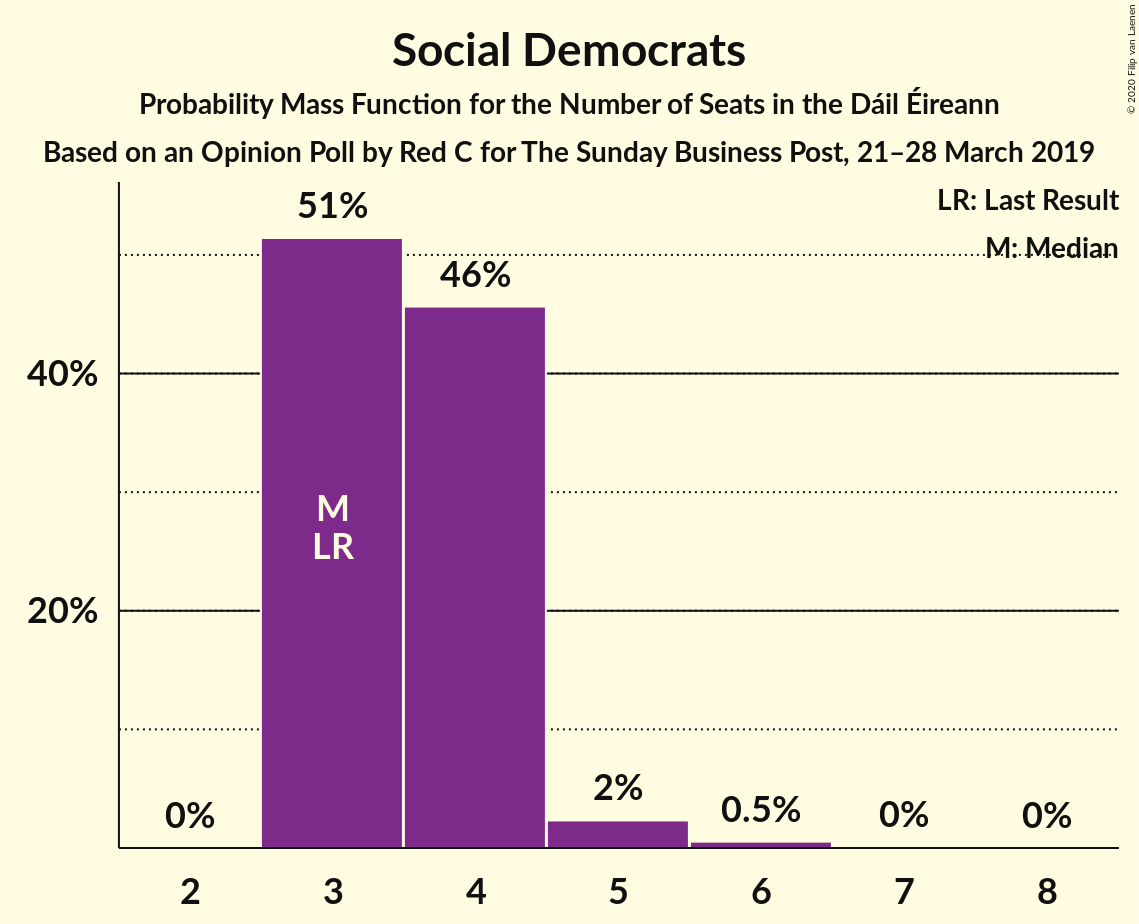 Social Democrats
Probability Mass Function for the Number of Seats in the Dáil Éireann
Based on an Opinion Poll by Red C for The Sunday Business Post, 21–28 March 2019
© 2020 Filip van Laenen
LR: Last Result
M: Median
51%
46%
40%
M
LR
20%
0%
2%
0.5%
0%
0%
2 3 4 5 6 7 8